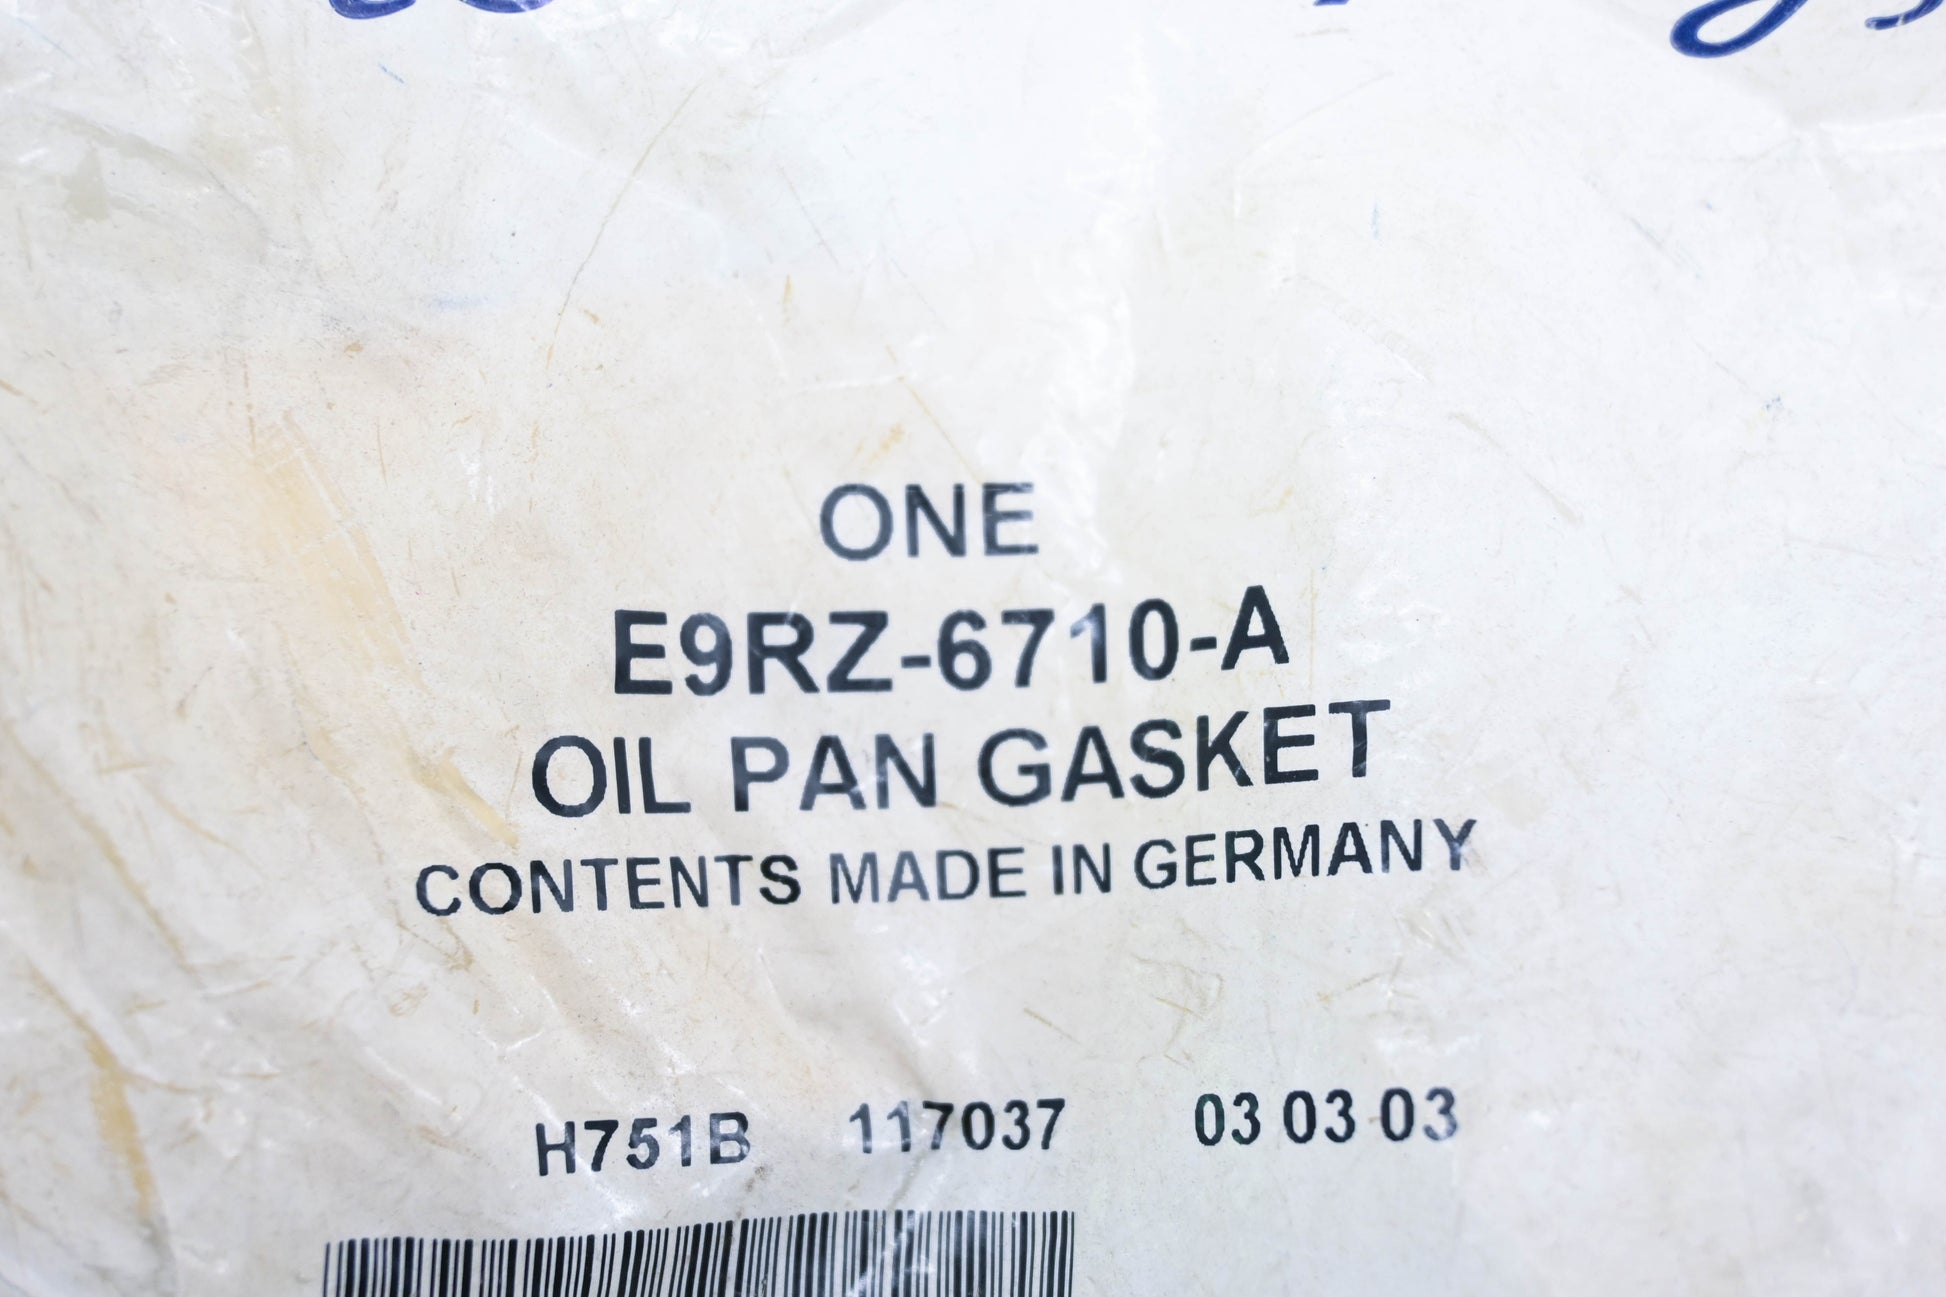 ONE
E9RZ-6710-A
OIL PAN GASKET
CONTENTS MADE IN GERMANY
H751B 117037 03 03 03